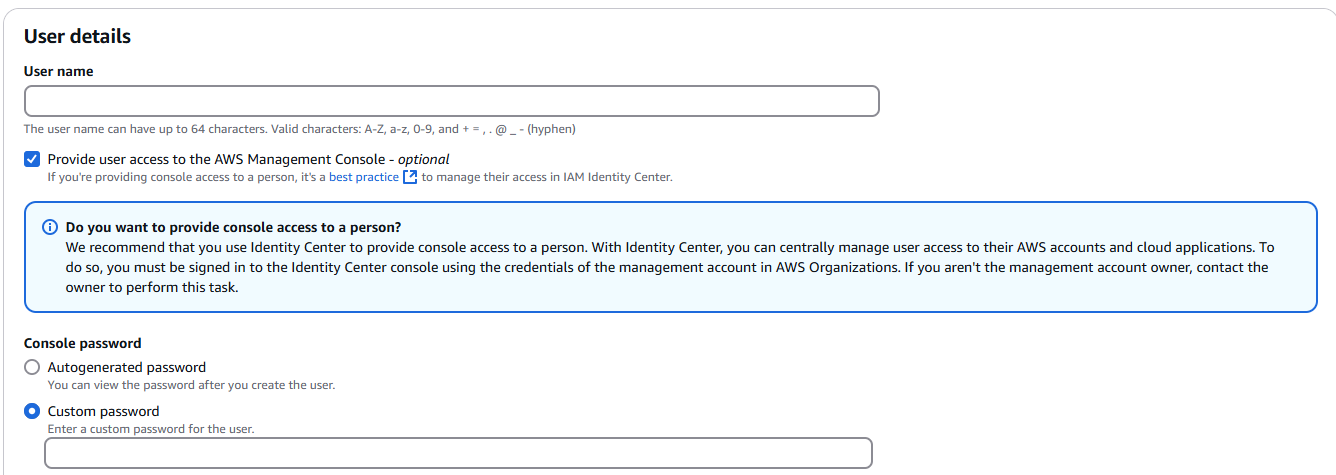 User details
User name
The user name can have up to 64 characters. Valid characters: A-Z, a-z, 0-9, and + = , . @ _ - (hyphen)
Provide user access to the AWS Management Console - optional
If you're providing console access to a person, it's a best practice to manage their access in IAM Identity Center.
Do you want to provide console access to a person?
We recommend that you use Identity Center to provide console access to a person. With Identity Center, you can centrally manage user access to their AWS accounts and cloud applications. To
do so, you must be signed in to the Identity Center console using the credentials of the management account in AWS Organizations. If you aren't the management account owner, contact the
owner to perform this task.
Console password
Autogenerated password
You can view the password after you create the user.
Custom password
Enter a custom password for the user.